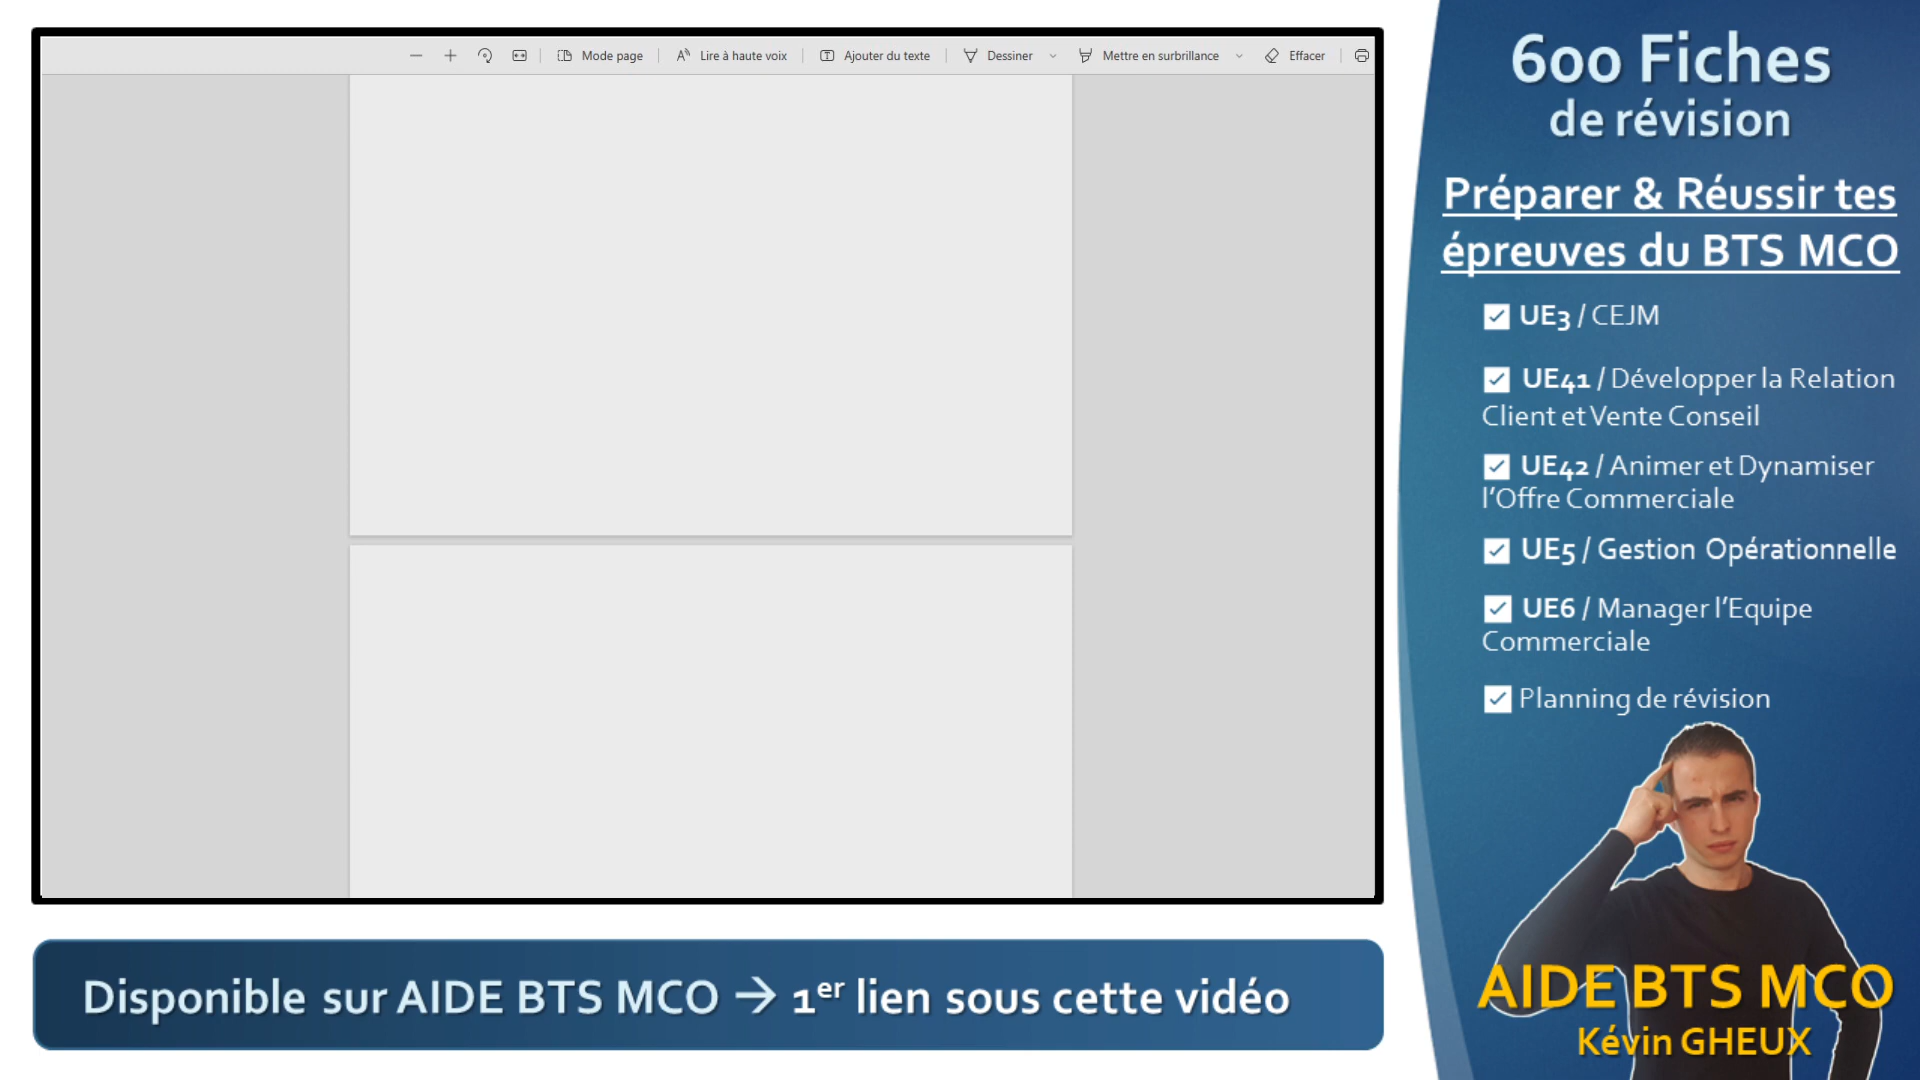 Mode page
Lire à haute voix
Ajouter du texte
Dessiner
Mettre en surbrillance
Effacer
600 Fiches
de révision
Préparer & Réussir tes
épreuves du BTS MCO
UE3 / CEJM
UE41 / Développer la Relation
Client et Vente Conseil
UE42 / Animer et Dynamiser
l'Offre Commerciale
UE5 / Gestion Opérationnelle
UE6 / Manager l'Equipe
Commerciale
Planning de révision
AIDE BTS MCO
Kévin GHEUX
Disponible sur AIDE BTS MCO → 1er lien sous cette vidéo